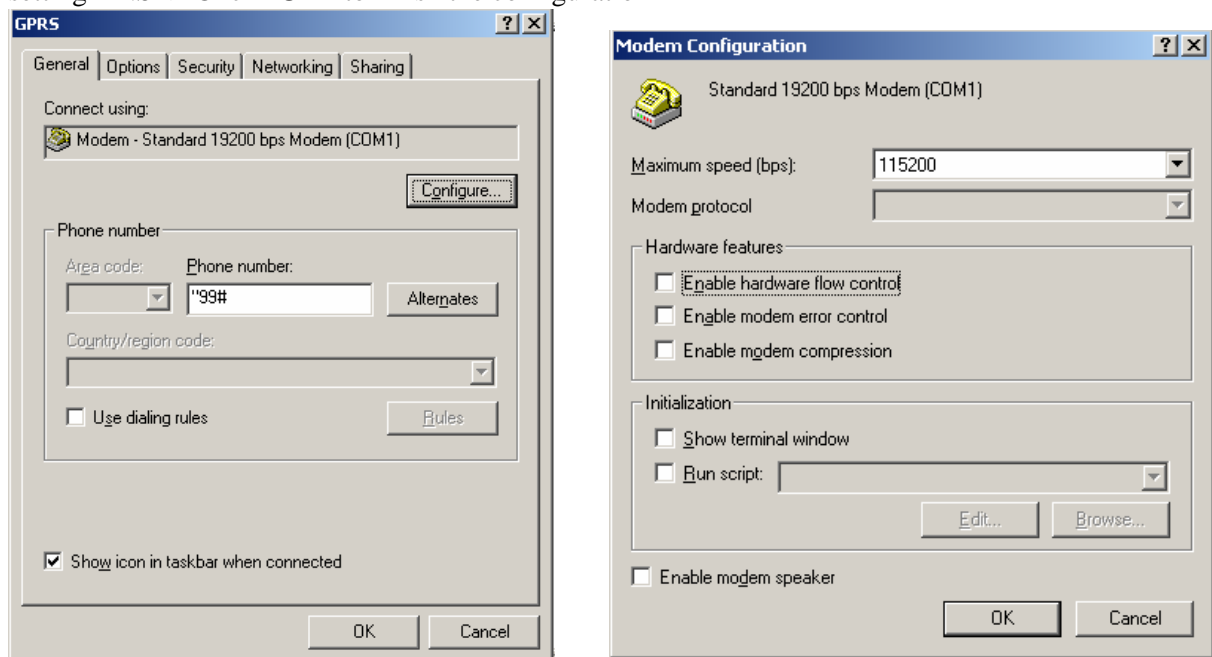 GPRS
General Options Security Networking Sharing
Connect using:
Modem - Standard 19200 bps Modem (COM1)
Configure...
Phone number
Area code: Phone number:
"99#
Alternates
Country/region code:
Use dialing rules
Rules
Show icon in taskbar when connected
OK Cancel
Modem Configuration
Standard 19200 bps Modem (COM1)
Maximum speed (bps): 115200
Modem protocol
Hardware features
Enable hardware flow control
Enable modem error control
Enable modem compression
Initialization
Show terminal window
Run script:
Edit... Browse...
Enable modem speaker
OK Cancel